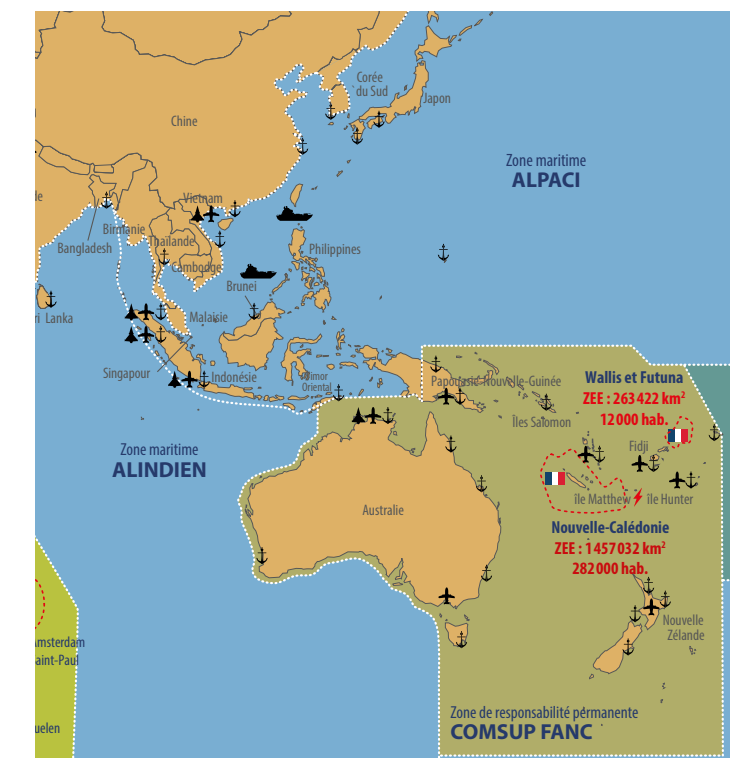 Corée
du Sud
Japon
Chine
Zone maritime
ALPACI
Vietnam
Birmanie
Bangladesh
Thaïlande
Philippines
Cambodge
Brunei
Lanka
Malaisie
Singapour
Indonésie
Timor
Oriental
Papouasie-Nouvelle-Guinée
Wallis et Futuna
ZEE : 263 422 km²
12 000 hab.
Îles Salomon
Fidji
Zone maritime
ALINDIEN
Australie
île Matthew
île Hunter
Nouvelle-Calédonie
ZEE : 1 457 032 km²
282 000 hab.
Nouvelle
Zélande
msterdam
aint-Paul
uelen
Zone de responsabilité permanente
COMSUP FANC